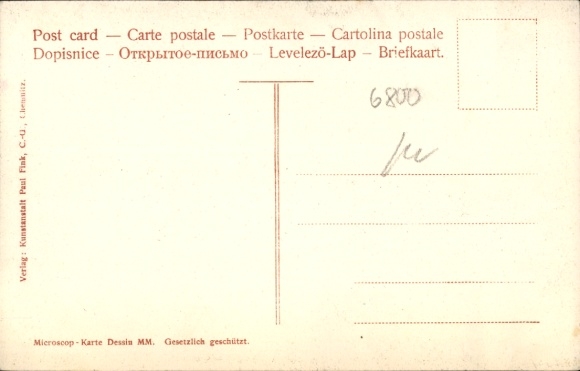 Post card — Carte postale — Postkarte — Cartolina postale
Dopisnice — Открытое-письмо — Levelező-Lap — Briefkaart.
6800
Verlag: Kunstanstalt Paul Fink, C.-G., Chemnitz.
Microscop-Karte Dessin MM. Gesetzlich geschützt.